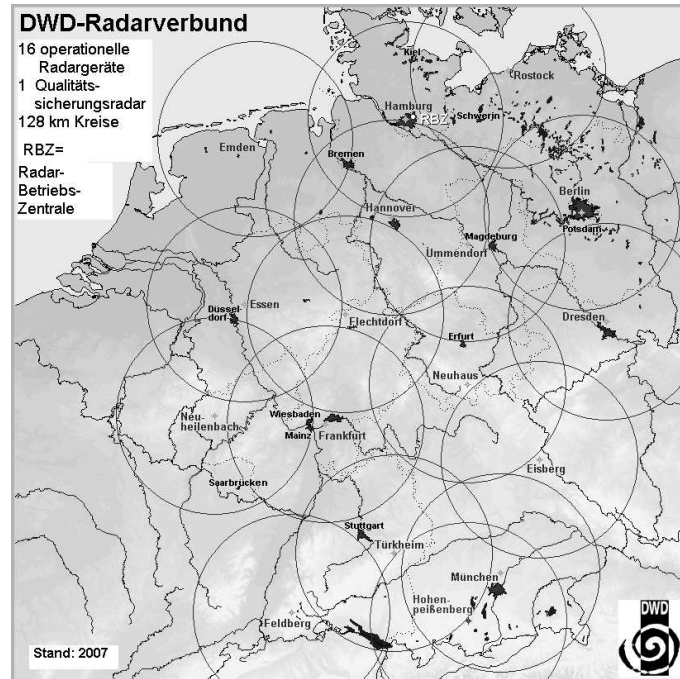 DWD-Radarverbund
16 operationelle
Radargeräte
1 Qualitäts-
sicherungsradar
128 km Kreise
RBZ=
Radar-
Betriebs-
Zentrale
Kiel
Rostock
Hamburg
RBZ
Schwerin
Emden
Bremen
Berlin
Hannover
Potsdam
Magdeburg
Ümmendorf
Essen
Düssel-
dorf
Flechtdorf
Dresden
Erfurt
Neuhaus
Neu-
heilenbach
Wiesbaden
Mainz
Frankfurt
Eisberg
Saarbrücken
Stuttgart
Türkheim
München
Hohen-
peißenberg
Feldberg
Stand: 2007
DWD